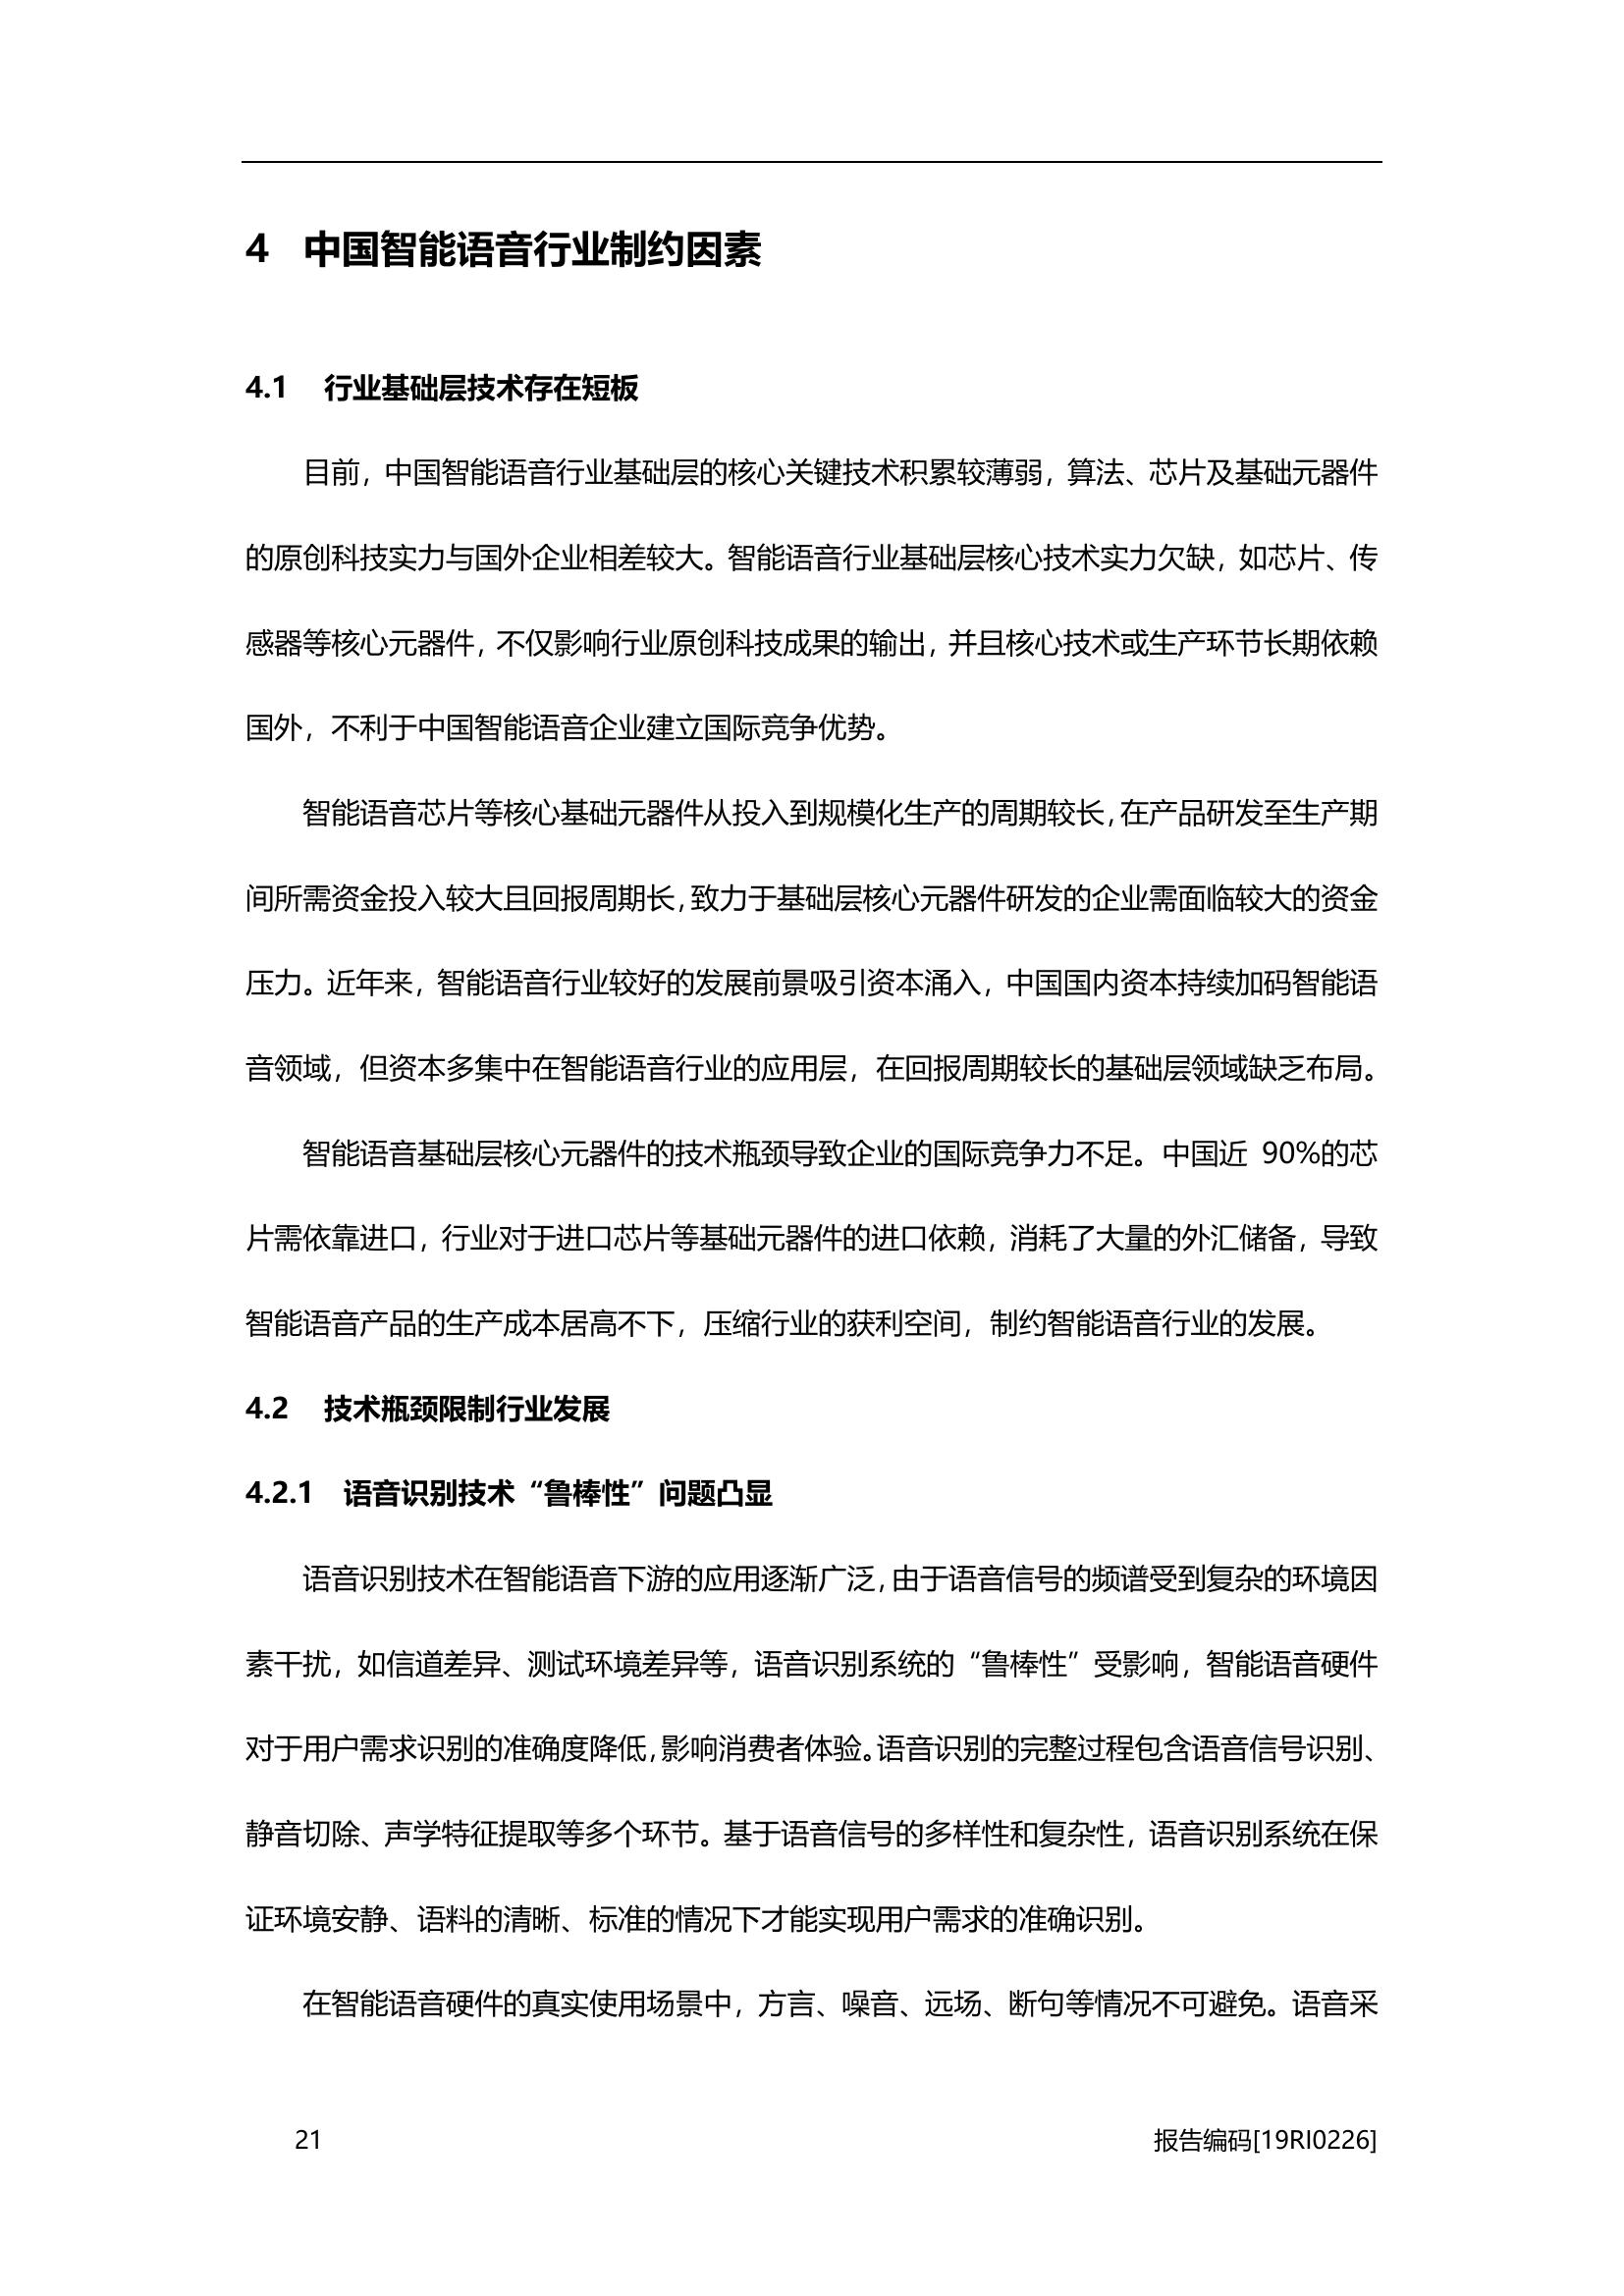 4 中国智能语音行业制约因素
4.1 行业基础层技术存在短板
目前，中国智能语音行业基础层的核心关键技术积累较薄弱，算法、芯片及基础元器件
的原创科技实力与国外企业相差较大。智能语音行业基础层核心技术实力欠缺，如芯片、传
感器等核心元器件，不仅影响行业原创科技成果的输出，并且核心技术或生产环节长期依赖
国外，不利于中国智能语音企业建立国际竞争优势。
智能语音芯片等核心基础元器件从投入到规模化生产的周期较长，在产品研发至生产期
间所需资金投入较大且回报周期长，致力于基础层核心元器件研发的企业需面临较大的资金
压力。近年来，智能语音行业较好的发展前景吸引资本涌入，中国国内资本持续加码智能语
音领域，但资本多集中在智能语音行业的应用层，在回报周期较长的基础层领域缺乏布局。
智能语音基础层核心元器件的技术瓶颈导致企业的国际竞争力不足。中国近 90%的芯
片需依靠进口，行业对于进口芯片等基础元器件的进口依赖，消耗了大量的外汇储备，导致
智能语音产品的生产成本居高不下，压缩行业的获利空间，制约智能语音行业的发展。
4.2 技术瓶颈限制行业发展
4.2.1 语音识别技术“鲁棒性”问题凸显
语音识别技术在智能语音下游的应用逐渐广泛，由于语音信号的频谱受到复杂的环境因
素干扰，如信道差异、测试环境差异等，语音识别系统的“鲁棒性”受影响，智能语音硬件
对于用户需求识别的准确度降低，影响消费者体验。语音识别的完整过程包含语音信号识别、
静音切除、声学特征提取等多个环节。基于语音信号的多样性和复杂性，语音识别系统在保
证环境安静、语料的清晰、标准的情况下才能实现用户需求的准确识别。
在智能语音硬件的真实使用场景中，方言、噪音、远场、断句等情况不可避免。语音采
21 报告编码[19RI0226]